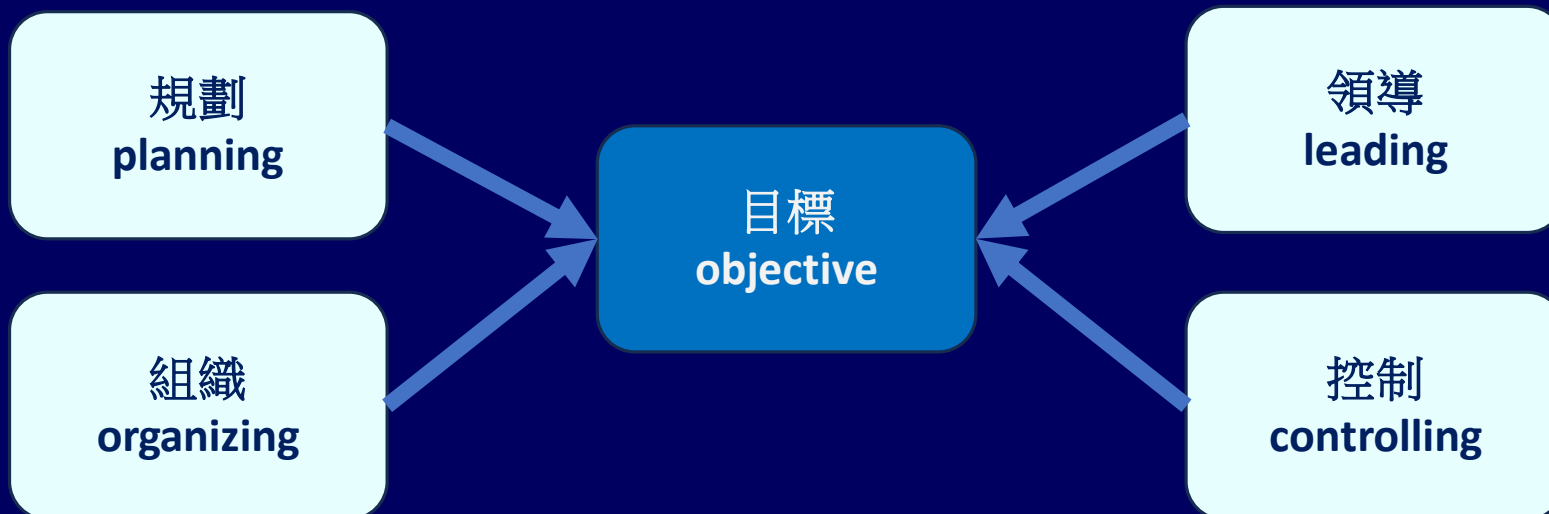 規劃
planning
組織
organizing
目標
objective
領導
leading
控制
controlling